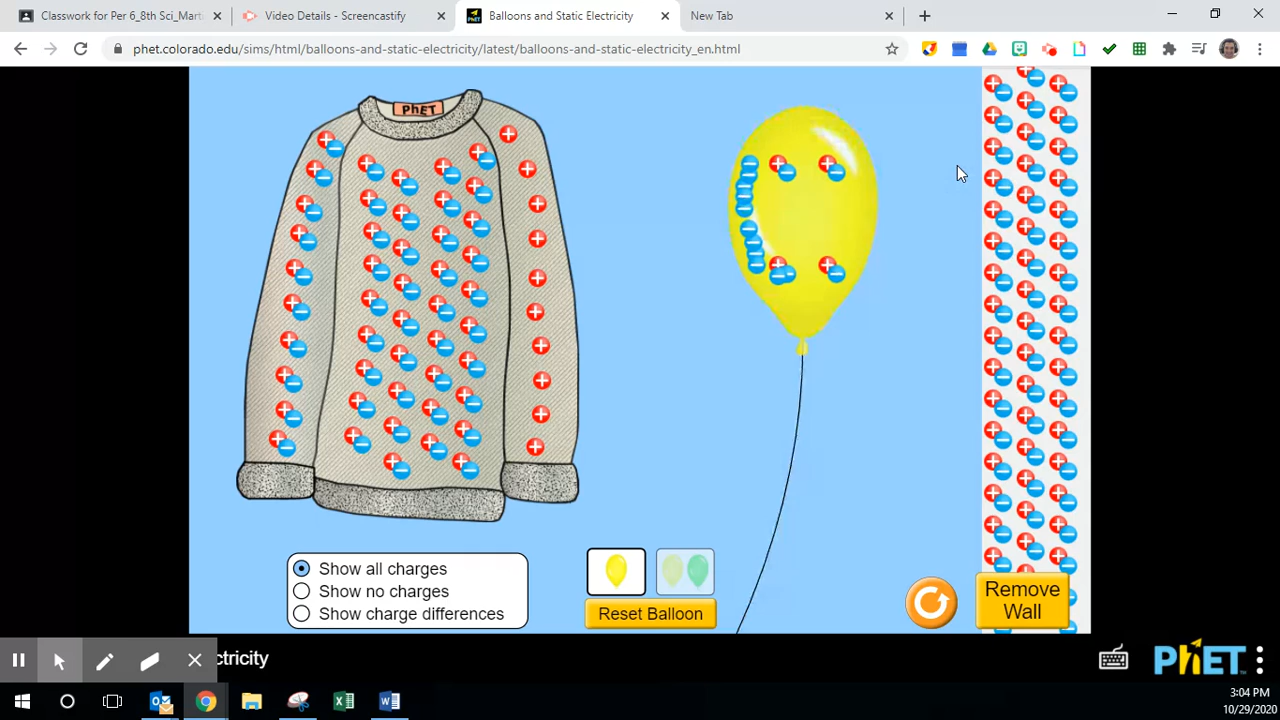 Classwork for Per 6_8th Sci_Mart
Video Details - Screencastify
Balloons and Static Electricity
New Tab
phet.colorado.edu/sims/html/balloons-and-static-electricity/latest/balloons-and-static-electricity_en.html
PhET
Show all charges
Show no charges
Show charge differences
Reset Balloon
Remove
Wall
ctricity
PhET
3:04 PM
10/29/2020